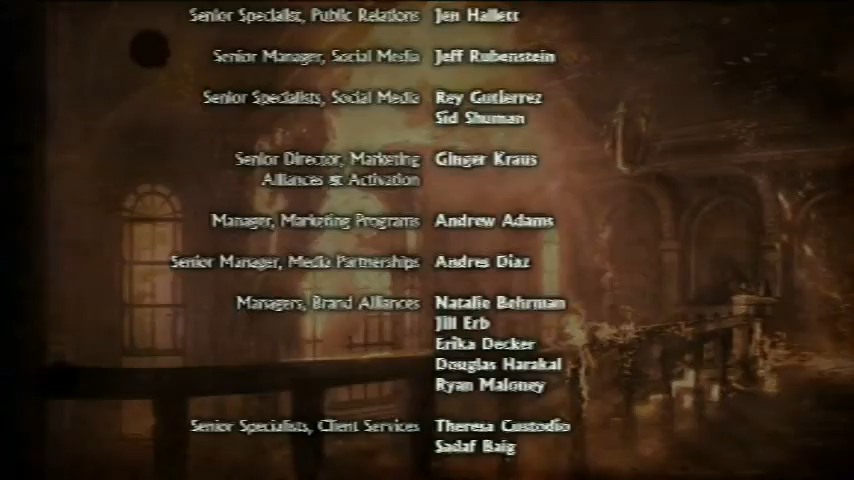 Senior Specialist, Public Relations Jen Hallett
Senior Manager, Social Media Jeff Rubenstein
Senior Specialists, Social Media Rey Gutierrez
Sid Shuman
Senior Director, Marketing Ginger Kraus
Alliances & Activation
Manager, Marketing Programs Andrew Adams
Senior Manager, Media Partnerships Andres Diaz
Managers, Brand Alliances Natalie Behrman
Jill Erb
Erika Decker
Douglas Harakal
Ryan Maloney
Senior Specialists, Client Services Theresa Custodio
Sadaf Baig